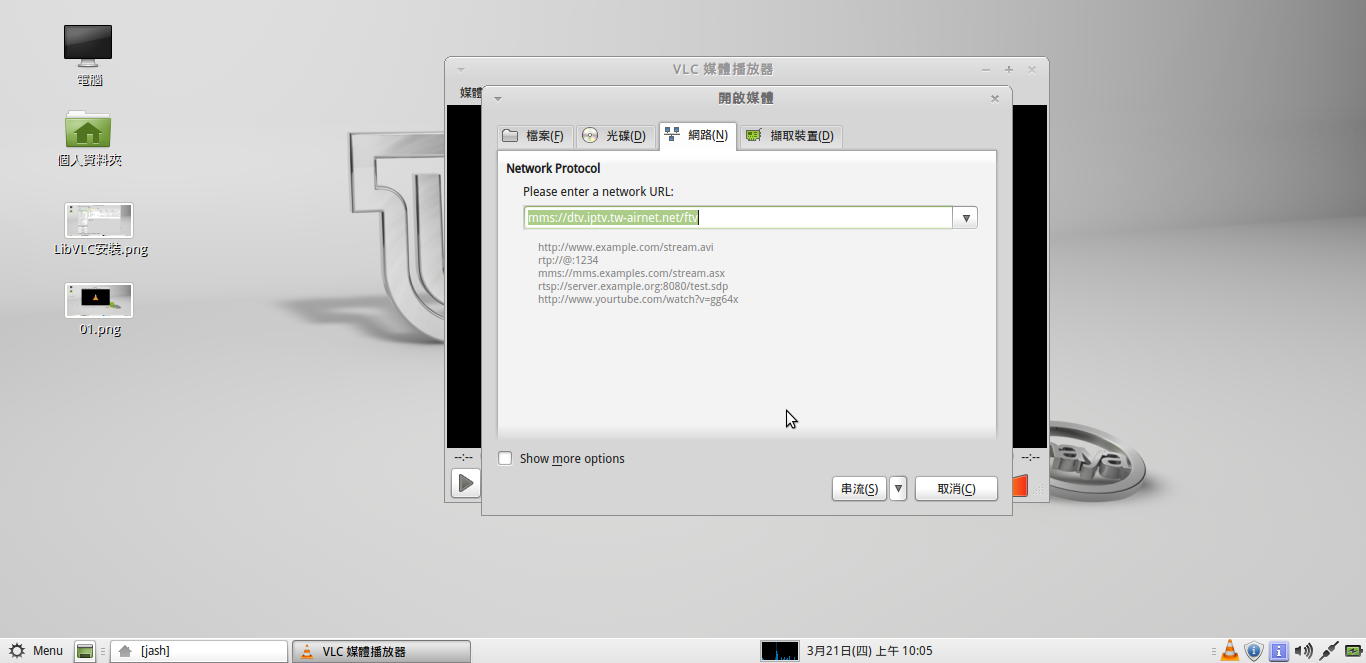 電腦
個人資料夾
LibVLC安裝.png
01.png
VLC 媒體播放器
媒體
開啟媒體
檔案(F)
光碟(D)
網路(N)
擷取裝置(D)
Network Protocol
Please enter a network URL:
mms://dtv.iptv.tw-airnet.net/ftv
http://www.example.com/stream.avi
rtp://@:1234
mms://mms.examples.com/stream.asx
rtsp://server.example.org:8080/test.sdp
http://www.yourtube.com/watch?v=gg64x
--:--
--:--
Show more options
串流(S)
取消(C)
naya
Menu
[jash]
VLC 媒體播放器
3月21日(四) 上午 10:05